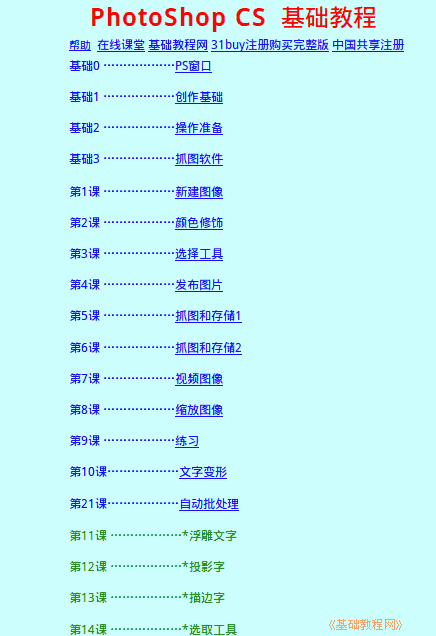 PhotoShop CS 基础教程
帮助 在线课堂 基础教程网 31buy注册购买完整版 中国共享注册
基础0 ··················PS窗口
基础1 ··················创作基础
基础2 ··················操作准备
基础3 ··················抓图软件
第1课 ··················新建图像
第2课 ··················颜色修饰
第3课 ··················选择工具
第4课 ··················发布图片
第5课 ··················抓图和存储1
第6课 ··················抓图和存储2
第7课 ··················视频图像
第8课 ··················缩放图像
第9课 ··················练习
第10课··················文字变形
第21课··················自动批处理
第11课 ··················*浮雕文字
第12课 ··················*投影字
第13课 ··················*描边字
第14课 ··················*选取工具
《基础教程网》